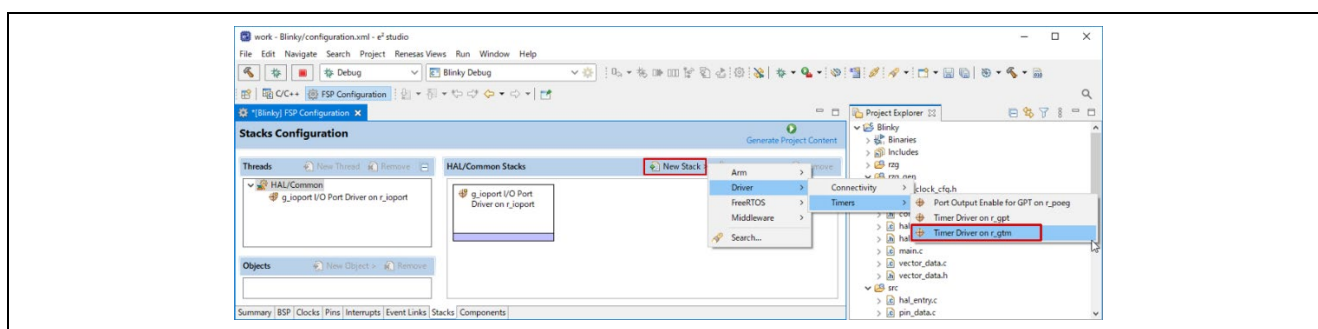 work - Blinky/configuration.xml - e² studio
File Edit Navigate Search Project Renesas Views Run Window Help
Debug
Blinky Debug
C/C++ FSP Configuration
*[Blinky] FSP Configuration
Project Explorer
Stacks Configuration
Generate Project Content
Threads New Thread Remove
HAL/Common Stacks
New Stack >
HAL/Common
g_ioport I/O Port Driver on r_ioport
g_ioport I/O Port
Driver on r_ioport
Arm >
Driver >
FreeRTOS >
Middleware >
Search...
Connectivity >
Timers >
Port Output Enable for GPT on r_poeg
Timer Driver on r_gpt
Timer Driver on r_gtm
Blinky
Binaries
Includes
rzg
main.c
vector_data.c
vector_data.h
src
hal_entry.c
pin_data.c
Objects New Object > Remove
Summary BSP Clocks Pins Interrupts Event Links Stacks Components